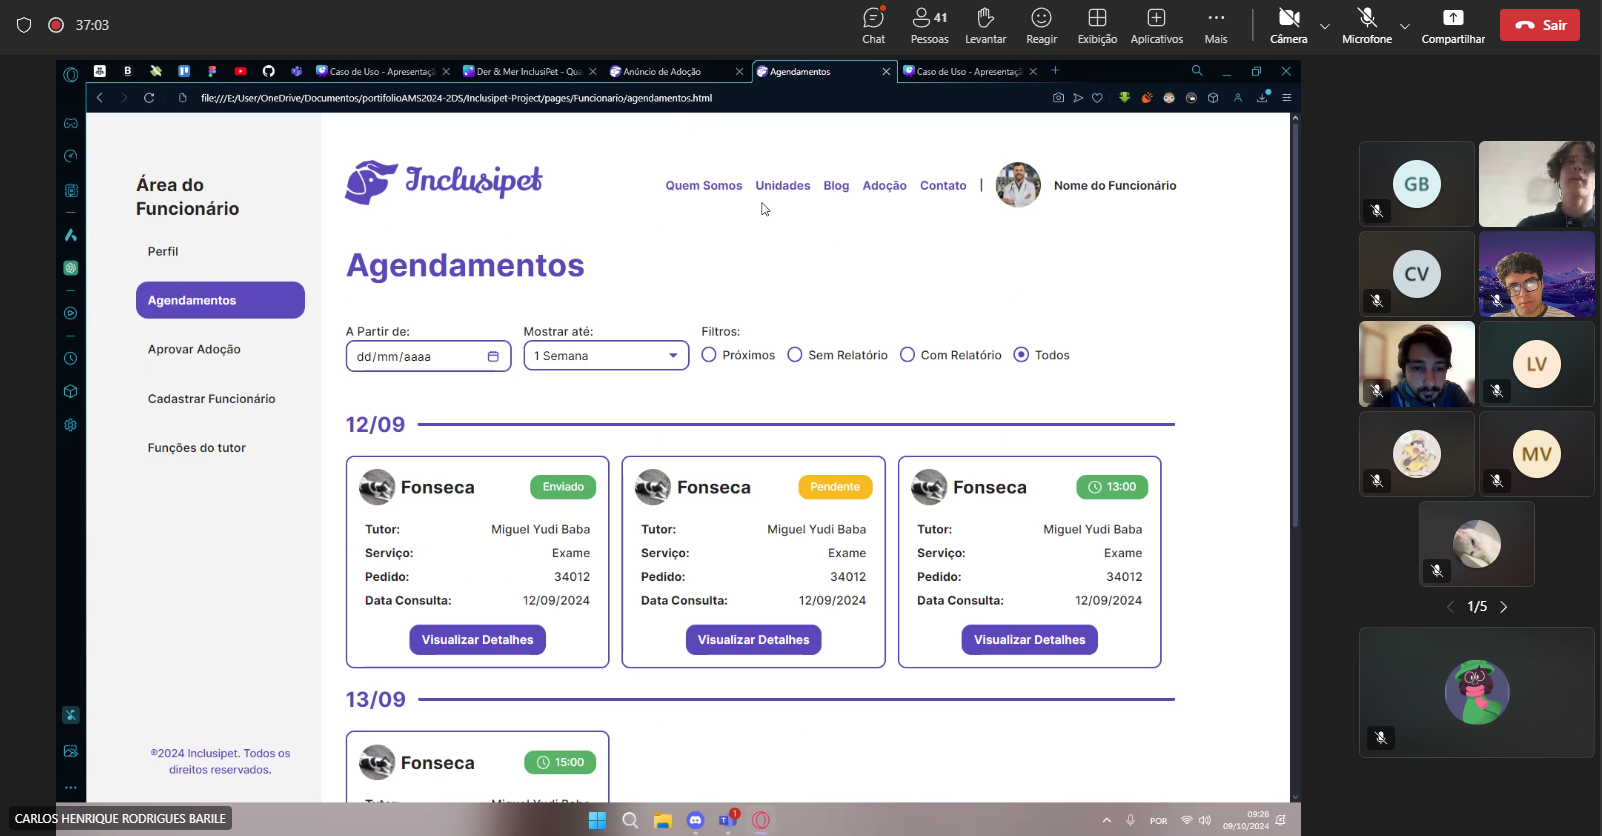 37:03
Chat
41
Pessoas
Levantar
Reagir
Exibição
Aplicativos
Mais
Câmera
Microfone
Compartilhar
Sair
Caso de Uso - Apresentaçã
Der & Mer InclusiPet - Qua
Anúncio de Adoção
Agendamentos
Caso de Uso - Apresentaçã
file:///E:/User/OneDrive/Documentos/portifolioAMS2024-2DS/Inclusipet-Project/pages/Funcionario/agendamentos.html
Área do
Funcionário
Perfil
Agendamentos
Aprovar Adoção
Cadastrar Funcionário
Funções do tutor
©2024 Inclusipet. Todos os
direitos reservados.
Inclusipet
Quem Somos Unidades Blog Adoção Contato | Nome do Funcionário
Agendamentos
A Partir de:
dd/mm/aaaa
Mostrar até:
1 Semana
Filtros:
Próximos Sem Relatório Com Relatório Todos
12/09
Fonseca Enviado
Tutor: Miguel Yudi Baba
Serviço: Exame
Pedido: 34012
Data Consulta: 12/09/2024
Visualizar Detalhes
Fonseca Pendente
Tutor: Miguel Yudi Baba
Serviço: Exame
Pedido: 34012
Data Consulta: 12/09/2024
Visualizar Detalhes
Fonseca 13:00
Tutor: Miguel Yudi Baba
Serviço: Exame
Pedido: 34012
Data Consulta: 12/09/2024
Visualizar Detalhes
13/09
Fonseca 15:00
GB
CV
LV
MV
1/5
CARLOS HENRIQUE RODRIGUES BARILE
1
POR
09:28
09/10/2024